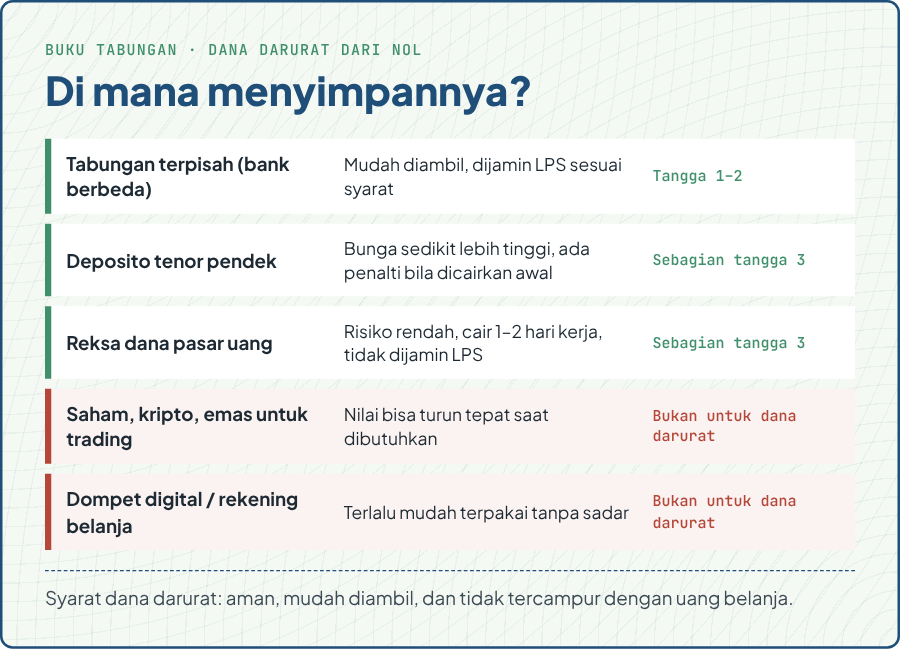 BUKU TABUNGAN · DANA DARURAT DARI NOL
Di mana menyimpannya?
Tabungan terpisah (bank
berbeda)
Mudah diambil, dijamin LPS sesuai
syarat
Tangga 1–2
Deposito tenor pendek
Bunga sedikit lebih tinggi, ada
penalti bila dicairkan awal
Sebagian tangga 3
Reksa dana pasar uang
Risiko rendah, cair 1–2 hari kerja,
tidak dijamin LPS
Sebagian tangga 3
Saham, kripto, emas untuk
trading
Nilai bisa turun tepat saat
dibutuhkan
Bukan untuk dana
darurat
Dompet digital / rekening
belanja
Terlalu mudah terpakai tanpa sadar
Bukan untuk dana
darurat
Syarat dana darurat: aman, mudah diambil, dan tidak tercampur dengan uang belanja.